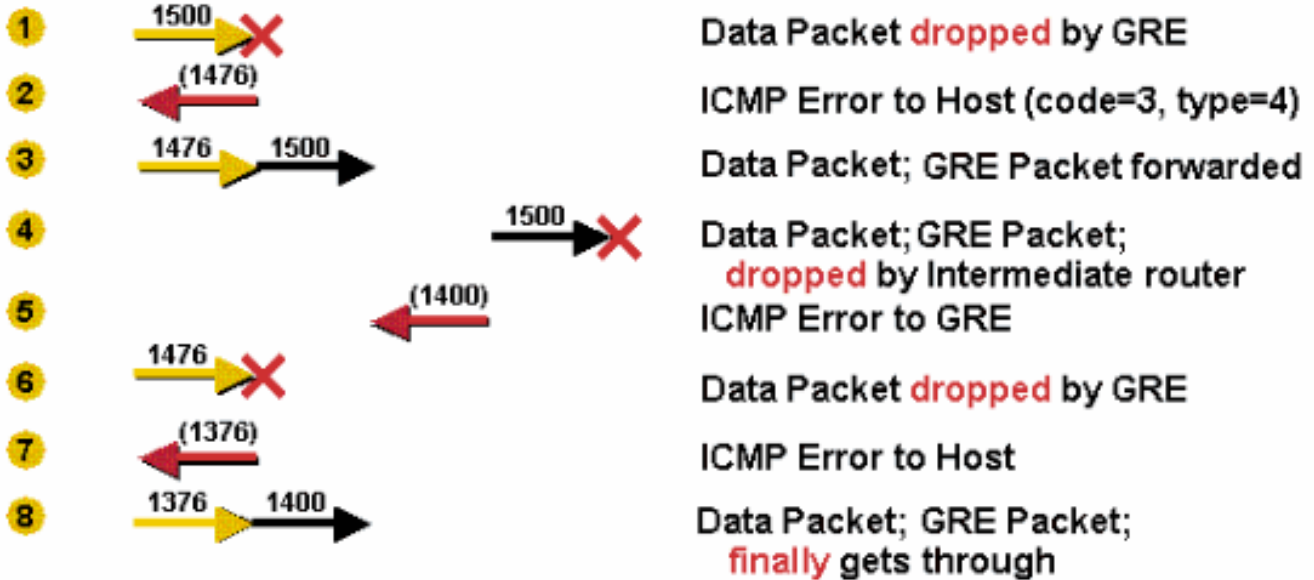 1 1500 Data Packet dropped by GRE
2 (1476) ICMP Error to Host (code=3, type=4)
3 1476 1500 Data Packet; GRE Packet forwarded
4 1500 Data Packet; GRE Packet;
dropped by Intermediate router
5 (1400) ICMP Error to GRE
6 1476 Data Packet dropped by GRE
7 (1376) ICMP Error to Host
8 1376 1400 Data Packet; GRE Packet;
finally gets through